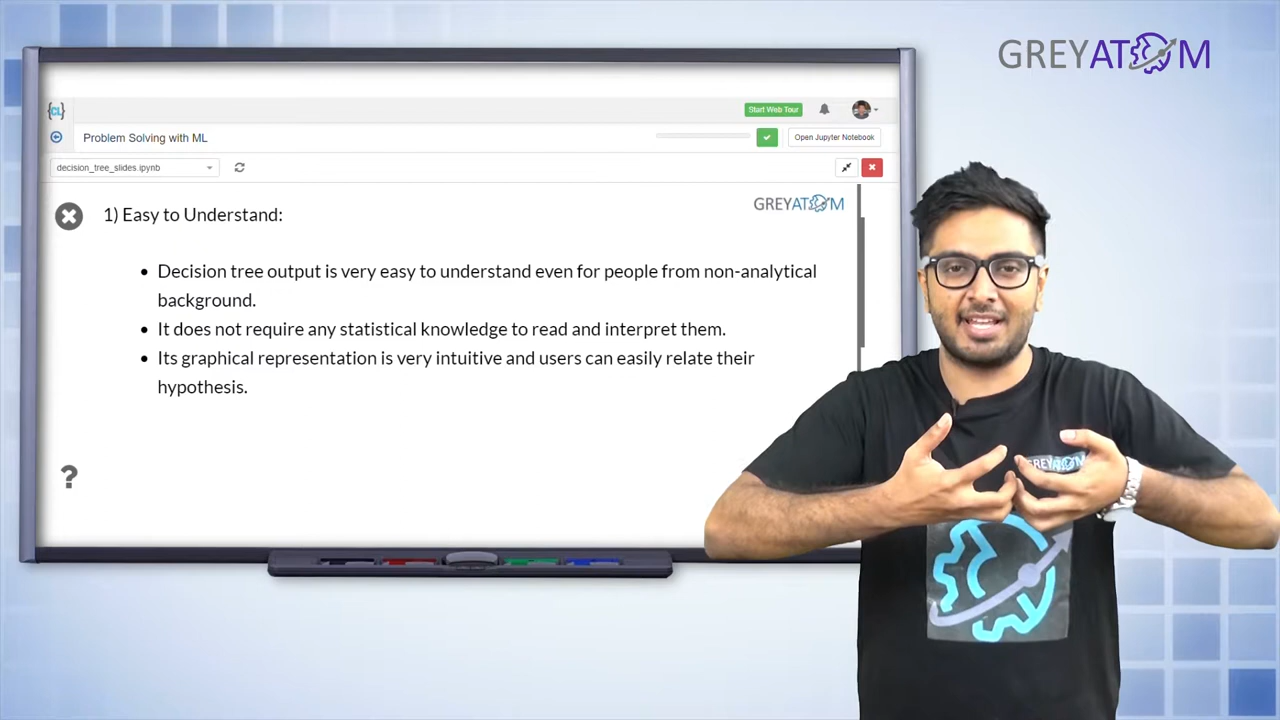 GREYATOM
{CL}
Start Web Tour
Problem Solving with ML
Open Jupyter Notebook
decision_tree_slides.ipynb
GREYATOM
1) Easy to Understand:
• Decision tree output is very easy to understand even for people from non-analytical
background.
• It does not require any statistical knowledge to read and interpret them.
• Its graphical representation is very intuitive and users can easily relate their
hypothesis.
?
GREYATOM